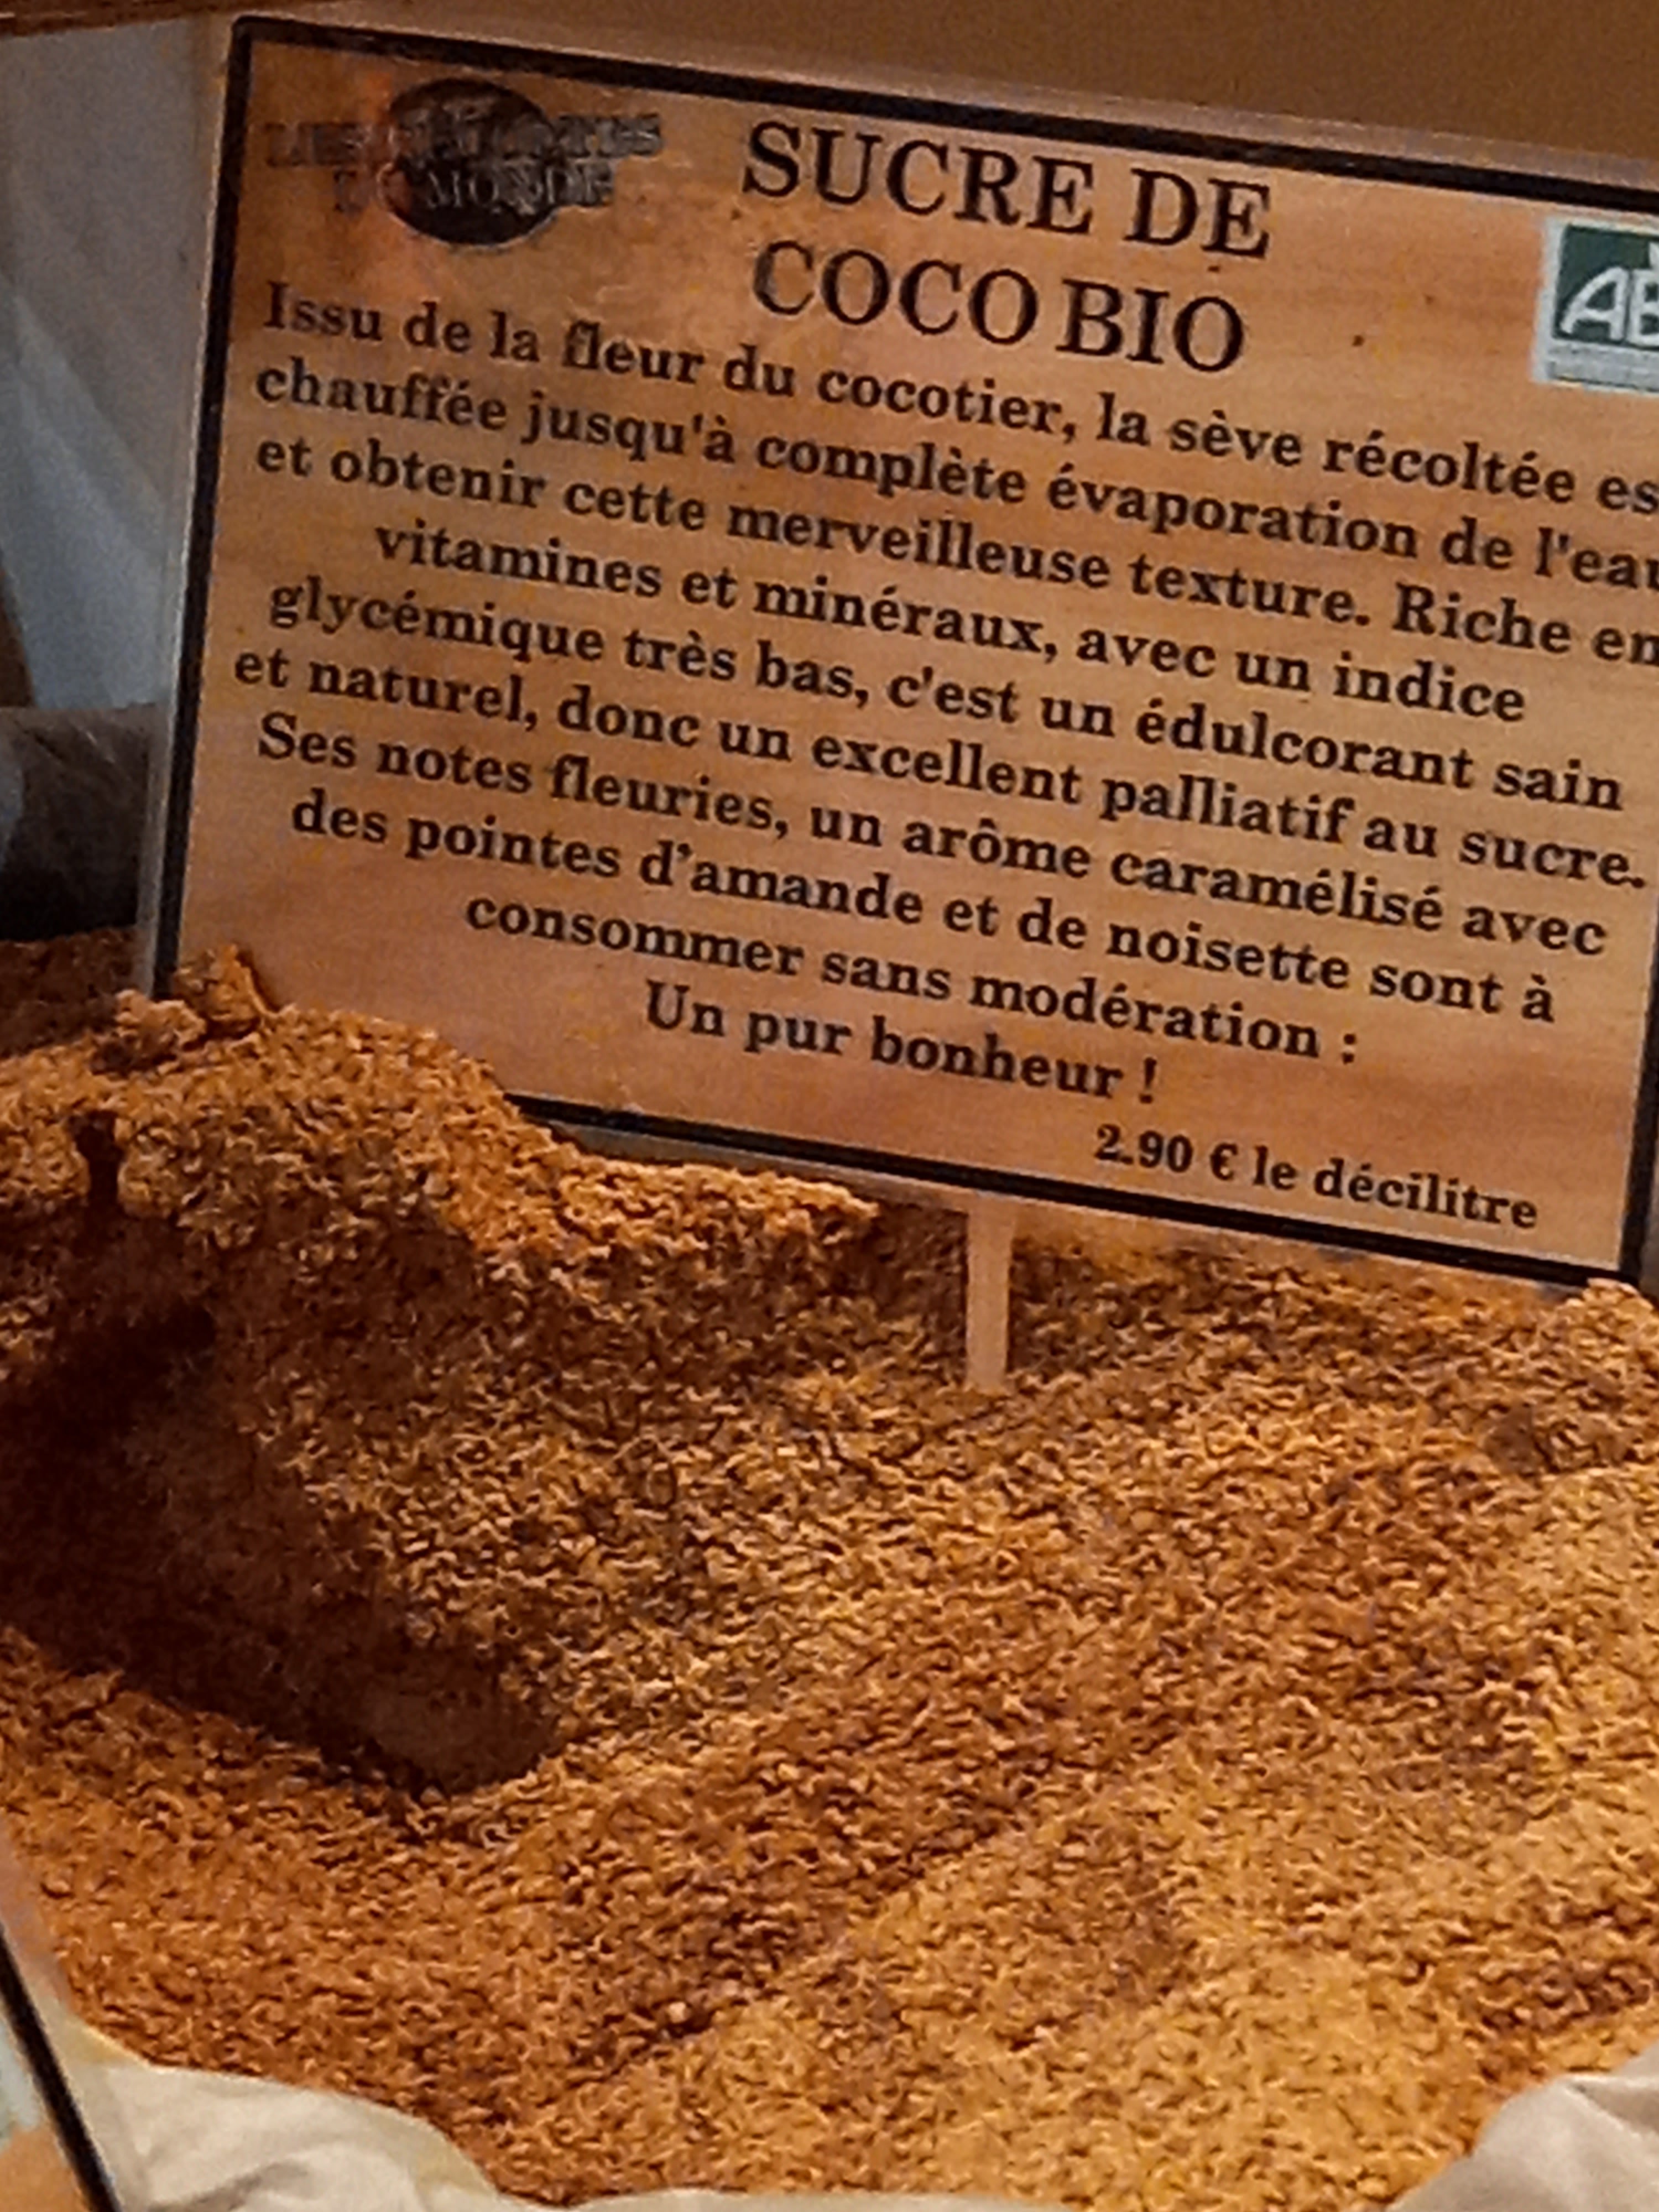 SUCRE DE
COCO BIO
AB
Issu de la fleur du cocotier, la sève récoltée es
chauffée jusqu'à complète évaporation de l'eau
et obtenir cette merveilleuse texture. Riche en
vitamines et minéraux, avec un indice
glycémique très bas, c'est un édulcorant sain
et naturel, donc un excellent palliatif au sucre.
Ses notes fleuries, un arôme caramélisé avec
des pointes d'amande et de noisette sont à
consommer sans modération :
Un pur bonheur !
2.90 € le décilitre